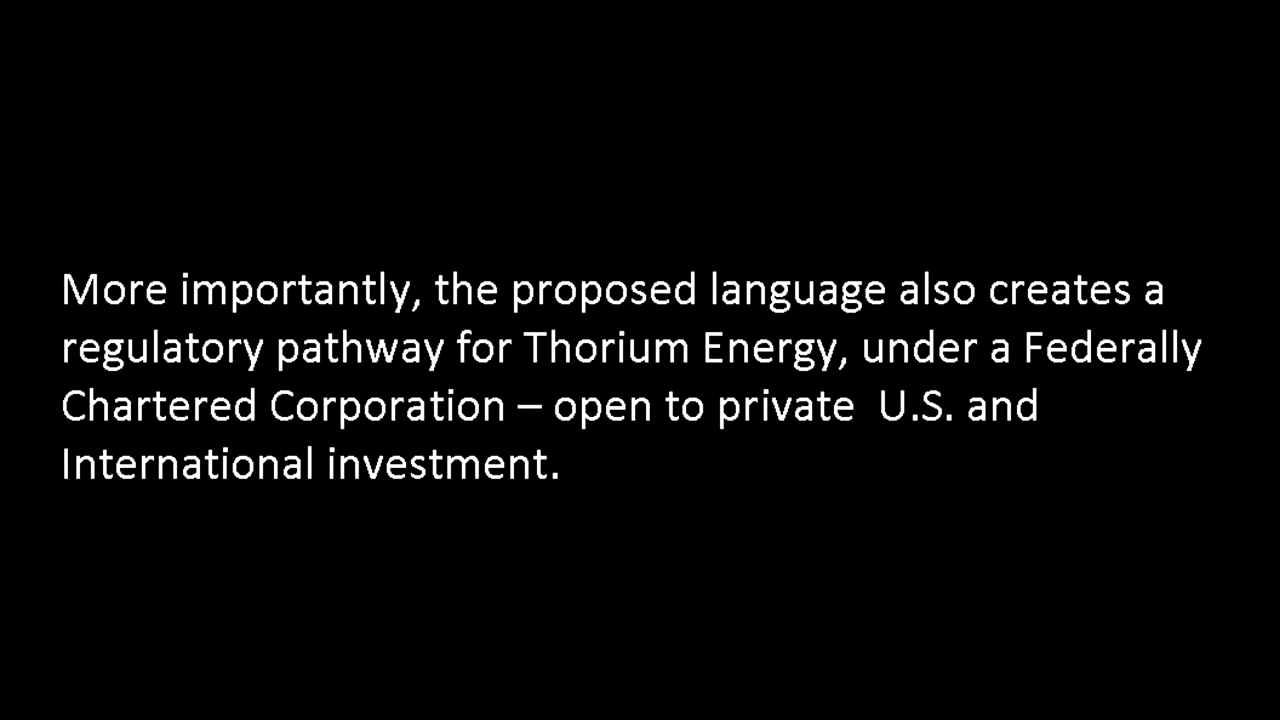 More importantly, the proposed language also creates a
regulatory pathway for Thorium Energy, under a Federally
Chartered Corporation – open to private  U.S. and
International investment.